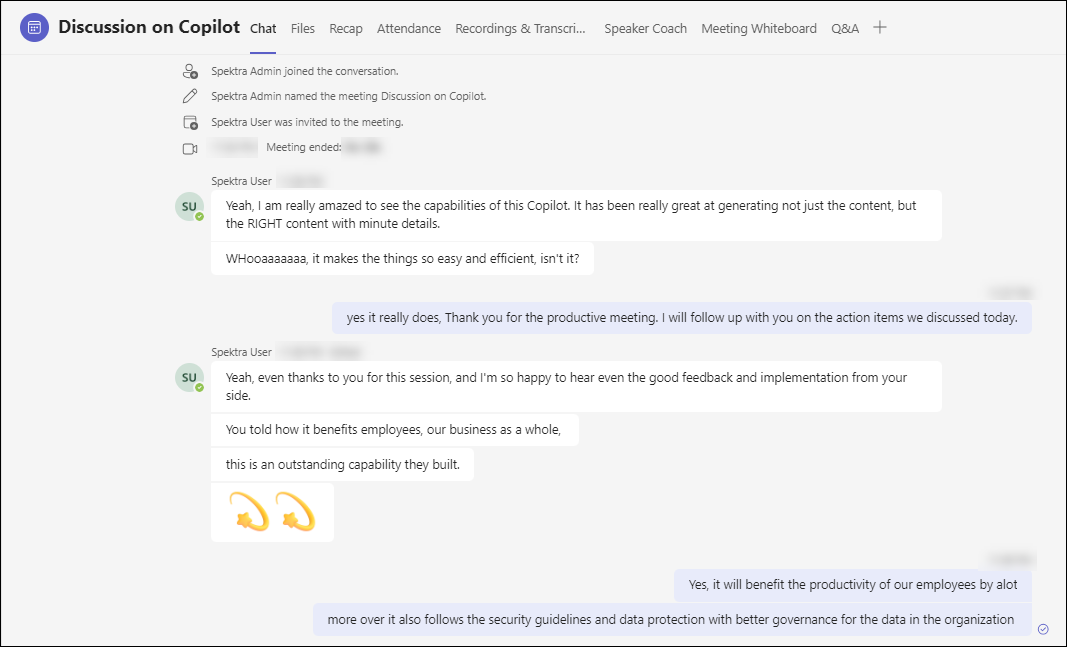 Discussion on Copilot Chat Files Recap Attendance Recordings & Transcri... Speaker Coach Meeting Whiteboard Q&A
Spektra Admin joined the conversation.
Spektra Admin named the meeting Discussion on Copilot.
Spektra User was invited to the meeting.
Meeting ended:
Spektra User
SU
Yeah, I am really amazed to see the capabilities of this Copilot. It has been really great at generating not just the content, but
the RIGHT content with minute details.
WHooaaaaaaa, it makes the things so easy and efficient, isn't it?
yes it really does, Thank you for the productive meeting. I will follow up with you on the action items we discussed today.
Spektra User
SU
Yeah, even thanks to you for this session, and I'm so happy to hear even the good feedback and implementation from your
side.
You told how it benefits employees, our business as a whole,
this is an outstanding capability they built.
Yes, it will benefit the productivity of our employees by alot
more over it also follows the security guidelines and data protection with better governance for the data in the organization